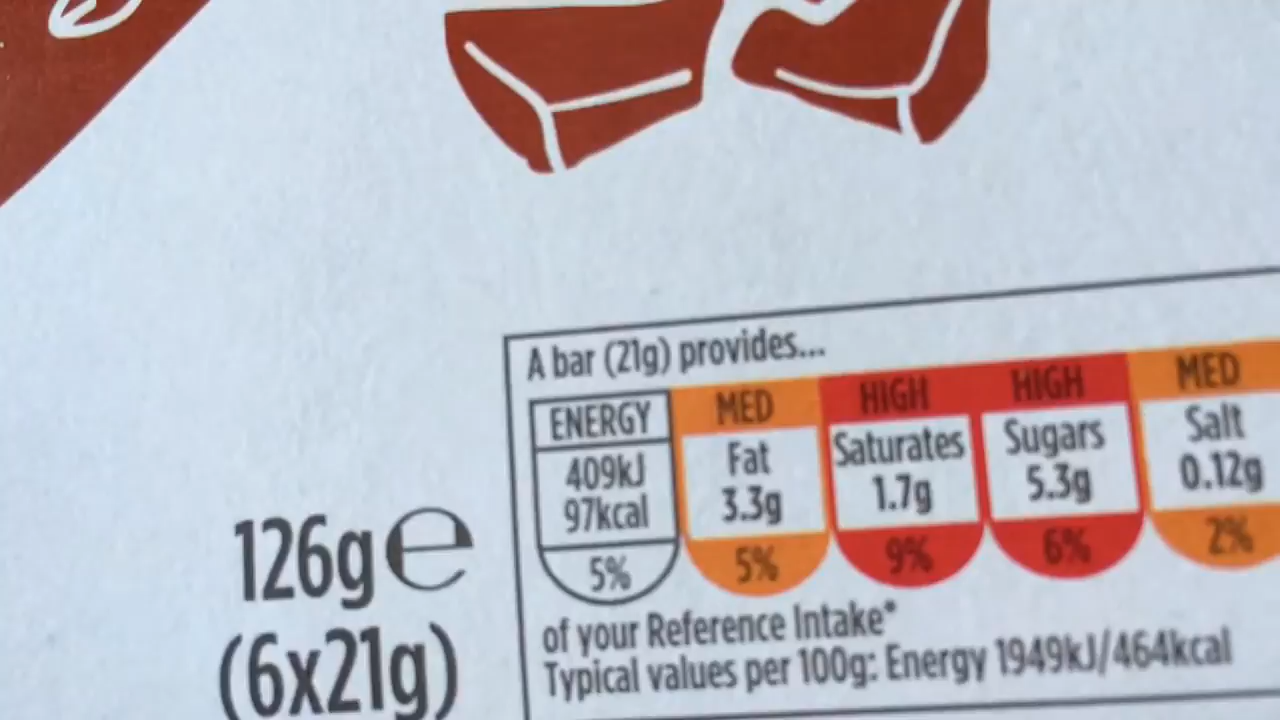 A bar (21g) provides...
ENERGY 409kJ 97kcal 5%
MED Fat 3.3g 5%
HIGH Saturates 1.7g 9%
HIGH Sugars 5.3g 6%
MED Salt 0.12g 2%
of your Reference Intake*
Typical values per 100g: Energy 1949kJ/464kcal
126g e
(6x21g)